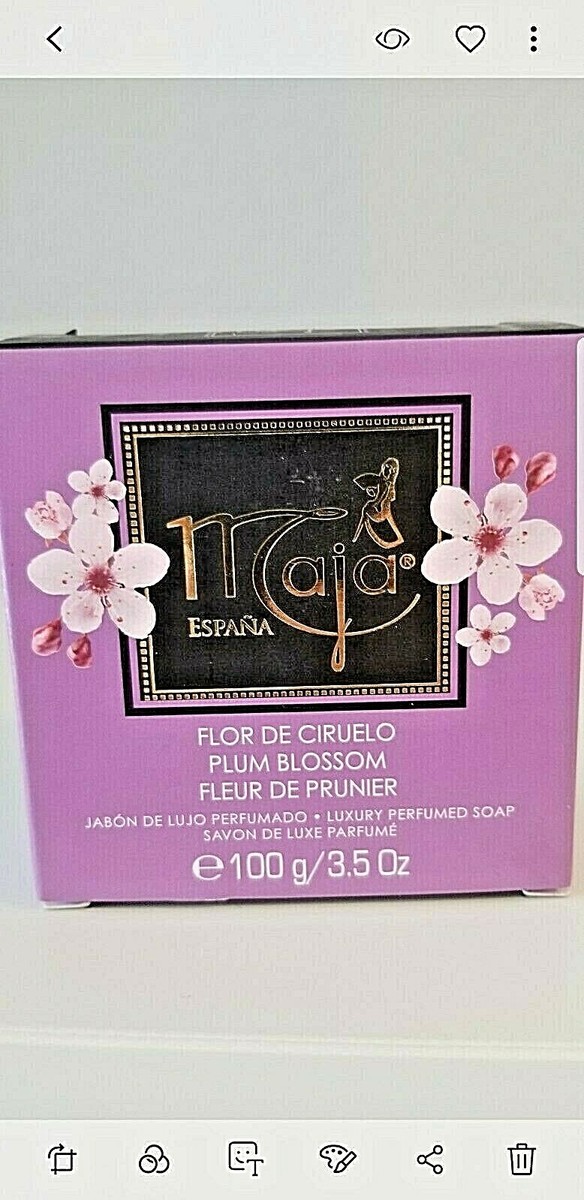 maja®
ESPAÑA
FLOR DE CIRUELO
PLUM BLOSSOM
FLEUR DE PRUNIER
JABÓN DE LUJO PERFUMADO • LUXURY PERFUMED SOAP
SAVON DE LUXE PARFUMÉ
℮ 100 g/3.5 Oz
T